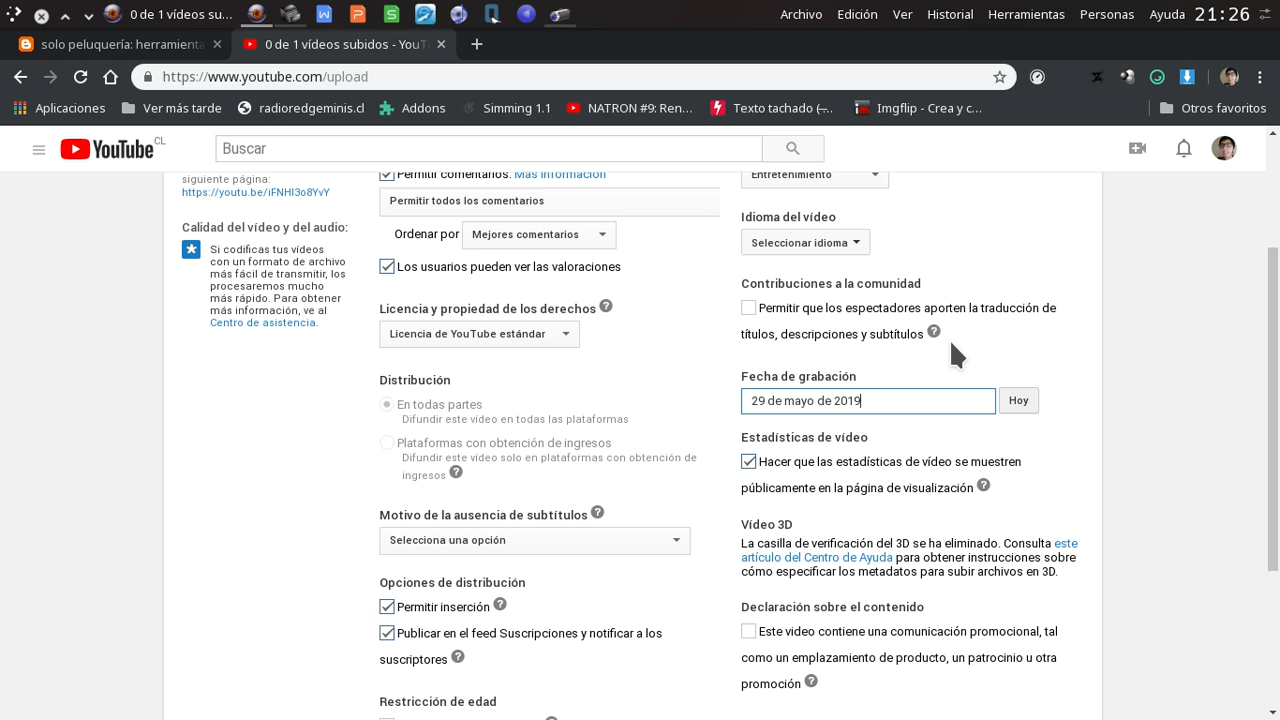 0 de 1 vídeos su...
Archivo Edición Ver Historial Herramientas Personas Ayuda 21:26
solo peluquería: herramienta
0 de 1 vídeos subidos - YouT
https://www.youtube.com/upload
Aplicaciones Ver más tarde radioredgeminis.cl Addons Simming 1.1 NATRON #9: Ren... Texto tachado (... Imgflip - Crea y c... Otros favoritos
YouTube CL
Buscar
siguiente página:
https://youtu.be/iFNHI3o8YvY
Calidad del vídeo y del audio:
Si codificas tus vídeos
con un formato de archivo
más fácil de transmitir, los
procesaremos mucho
más rápido. Para obtener
más información, ve al
Centro de asistencia.
Permitir comentarios. Más información
Permitir todos los comentarios
Ordenar por Mejores comentarios
Los usuarios pueden ver las valoraciones
Licencia y propiedad de los derechos ?
Licencia de YouTube estándar
Distribución
En todas partes
Difundir este vídeo en todas las plataformas
Plataformas con obtención de ingresos
Difundir este vídeo solo en plataformas con obtención de
ingresos ?
Motivo de la ausencia de subtítulos ?
Selecciona una opción
Opciones de distribución
Permitir inserción ?
Publicar en el feed Suscripciones y notificar a los
suscriptores ?
Restricción de edad
Entretenimiento
Idioma del vídeo
Seleccionar idioma
Contribuciones a la comunidad
Permitir que los espectadores aporten la traducción de
títulos, descripciones y subtítulos ?
Fecha de grabación
29 de mayo de 2019 Hoy
Estadísticas de vídeo
Hacer que las estadísticas de vídeo se muestren
públicamente en la página de visualización ?
Vídeo 3D
La casilla de verificación del 3D se ha eliminado. Consulta este
artículo del Centro de Ayuda para obtener instrucciones sobre
cómo especificar los metadatos para subir archivos en 3D.
Declaración sobre el contenido
Este video contiene una comunicación promocional, tal
como un emplazamiento de producto, un patrocinio u otra
promoción ?